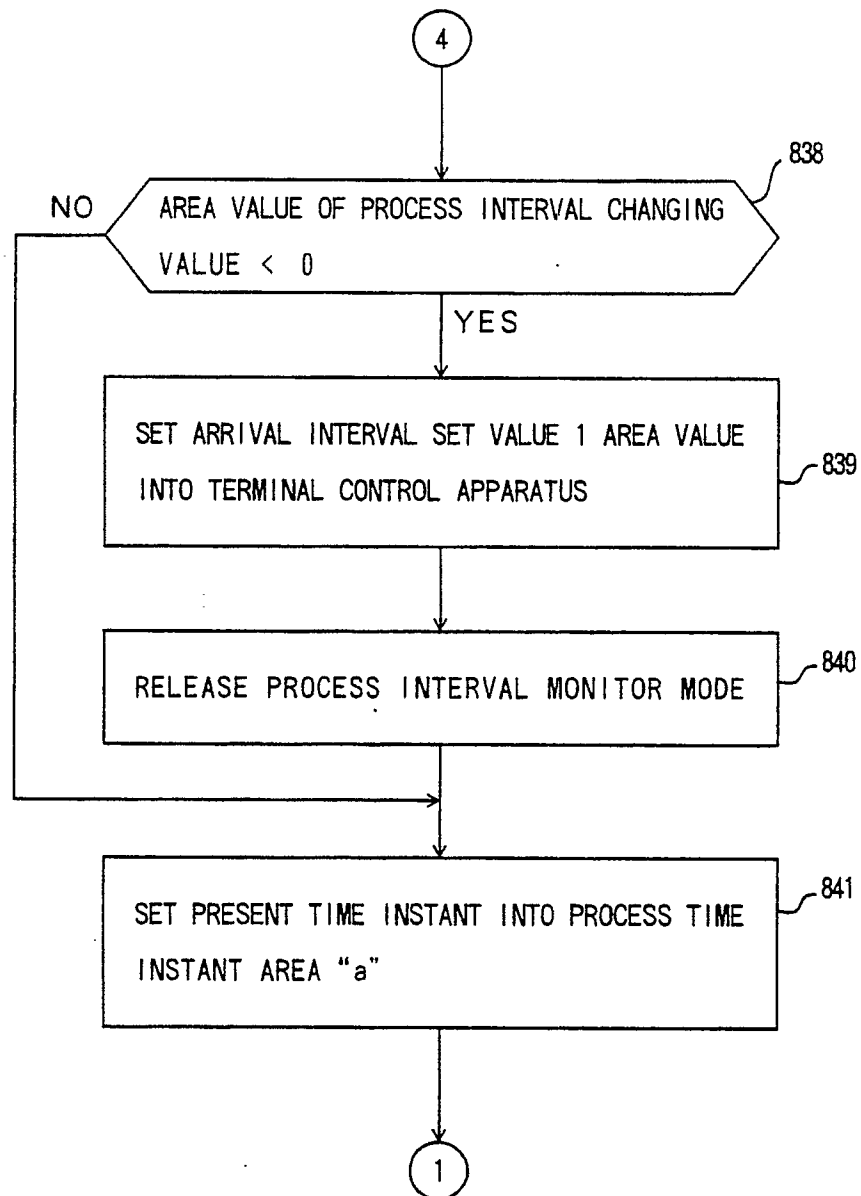 4
838
NO
AREA VALUE OF PROCESS INTERVAL CHANGING
VALUE < 0
YES
SET ARRIVAL INTERVAL SET VALUE 1 AREA VALUE
INTO TERMINAL CONTROL APPARATUS
839
RELEASE PROCESS INTERVAL MONITOR MODE
840
SET PRESENT TIME INSTANT INTO PROCESS TIME
INSTANT AREA “a”
841
1